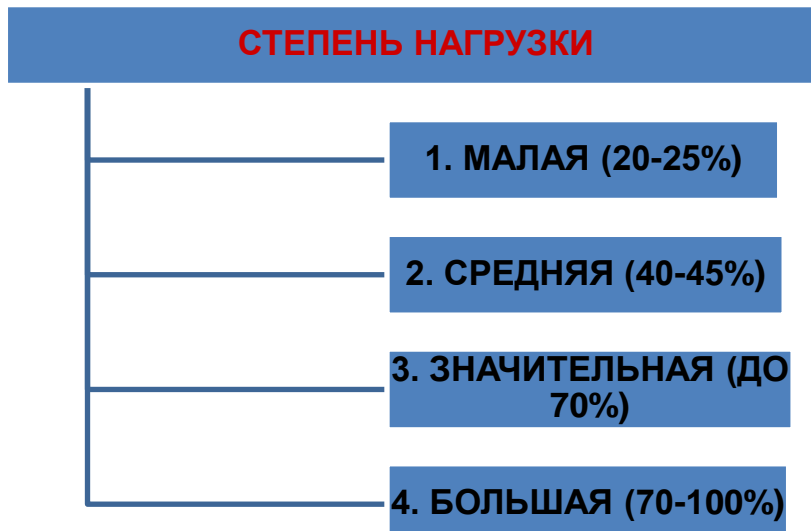 СТЕПЕНЬ НАГРУЗКИ
1. МАЛАЯ (20-25%)
2. СРЕДНЯЯ (40-45%)
3. ЗНАЧИТЕЛЬНАЯ (ДО
70%)
4. БОЛЬШАЯ (70-100%)